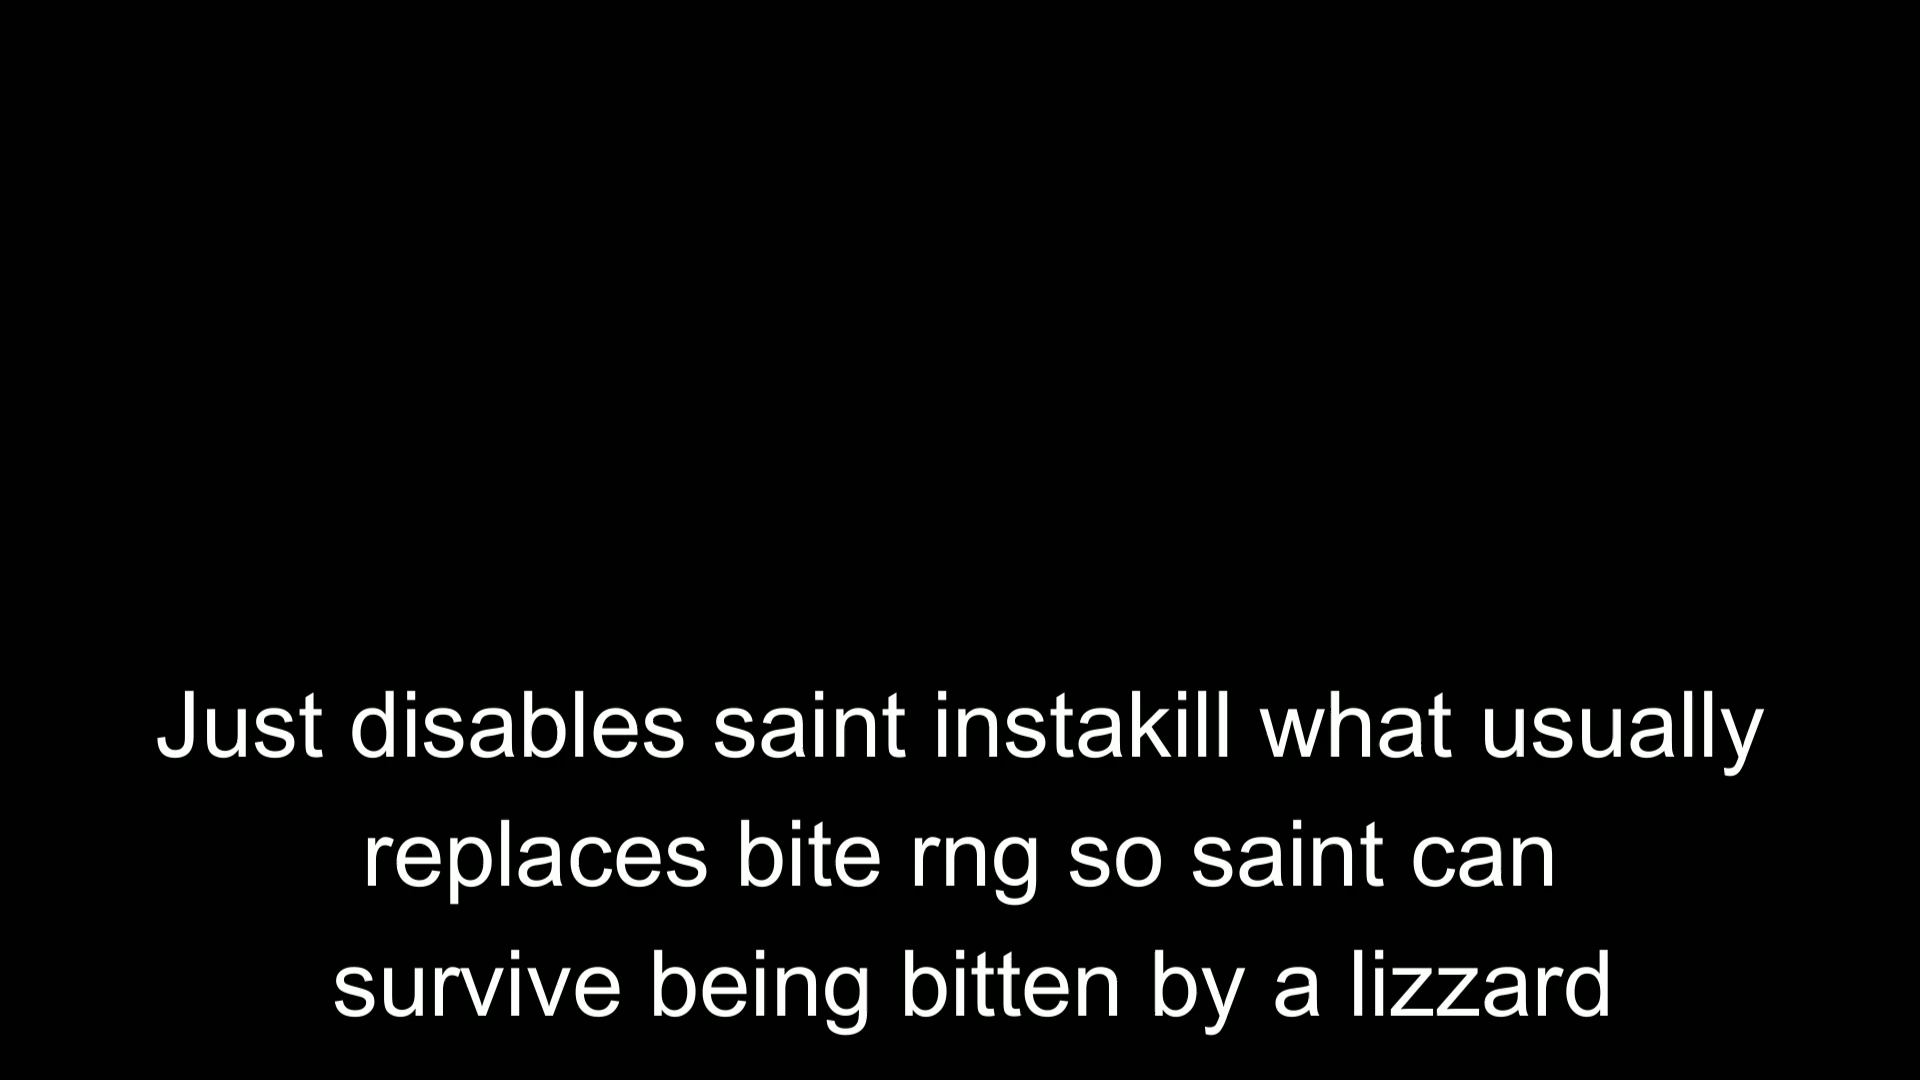 Just disables saint instakill what usually
replaces bite rng so saint can
survive being bitten by a lizzard